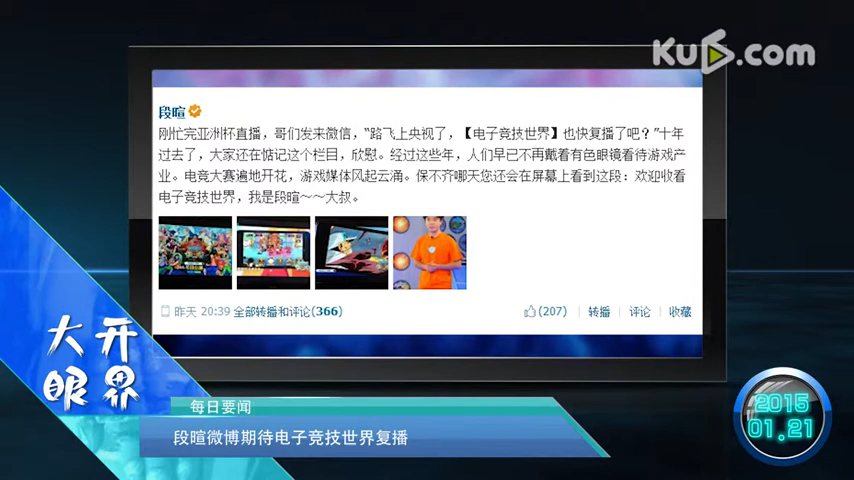 Ku6.com
段暄
刚忙完亚洲杯直播，哥们发来微信，“路飞上央视了，【电子竞技世界】也快复播了吧？”十年
过去了，大家还在惦记这个栏目，欣慰。经过这些年，人们早已不再戴着有色眼镜看待游戏产
业。电竞大赛遍地开花，游戏媒体风起云涌。保不齐哪天您还会在屏幕上看到这段：欢迎收看
电子竞技世界，我是段暄～～大叔。
昨天 20:39 全部转播和评论(366)
(207) 转播 评论 收藏
大开
眼界
每日要闻
段暄微博期待电子竞技世界复播
2015
01.21